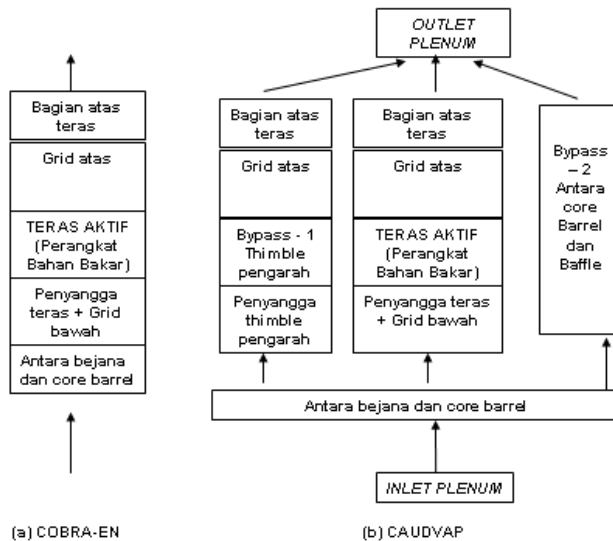 OUTLET
PLENUM
Bagian atas
teras
Grid atas
TERAS AKTIF
(Perangkat
Bahan Bakar)
Penyangga
teras + Grid
bawah
Antara bejana
dan core barrel
Bagian atas
teras
Grid atas
Bypass - 1
Thimble
pengarah
Penyangga
thimble
pengarah
Bagian atas
teras
Grid atas
TERAS AKTIF
(Perangkat
Bahan Bakar)
Penyangga teras
+ Grid bawah
Bypass
– 2
Antara
core
Barrel
dan
Baffle
Antara bejana dan core barrel
INLET PLENUM
(a) COBRA-EN
(b) CAUDVAP